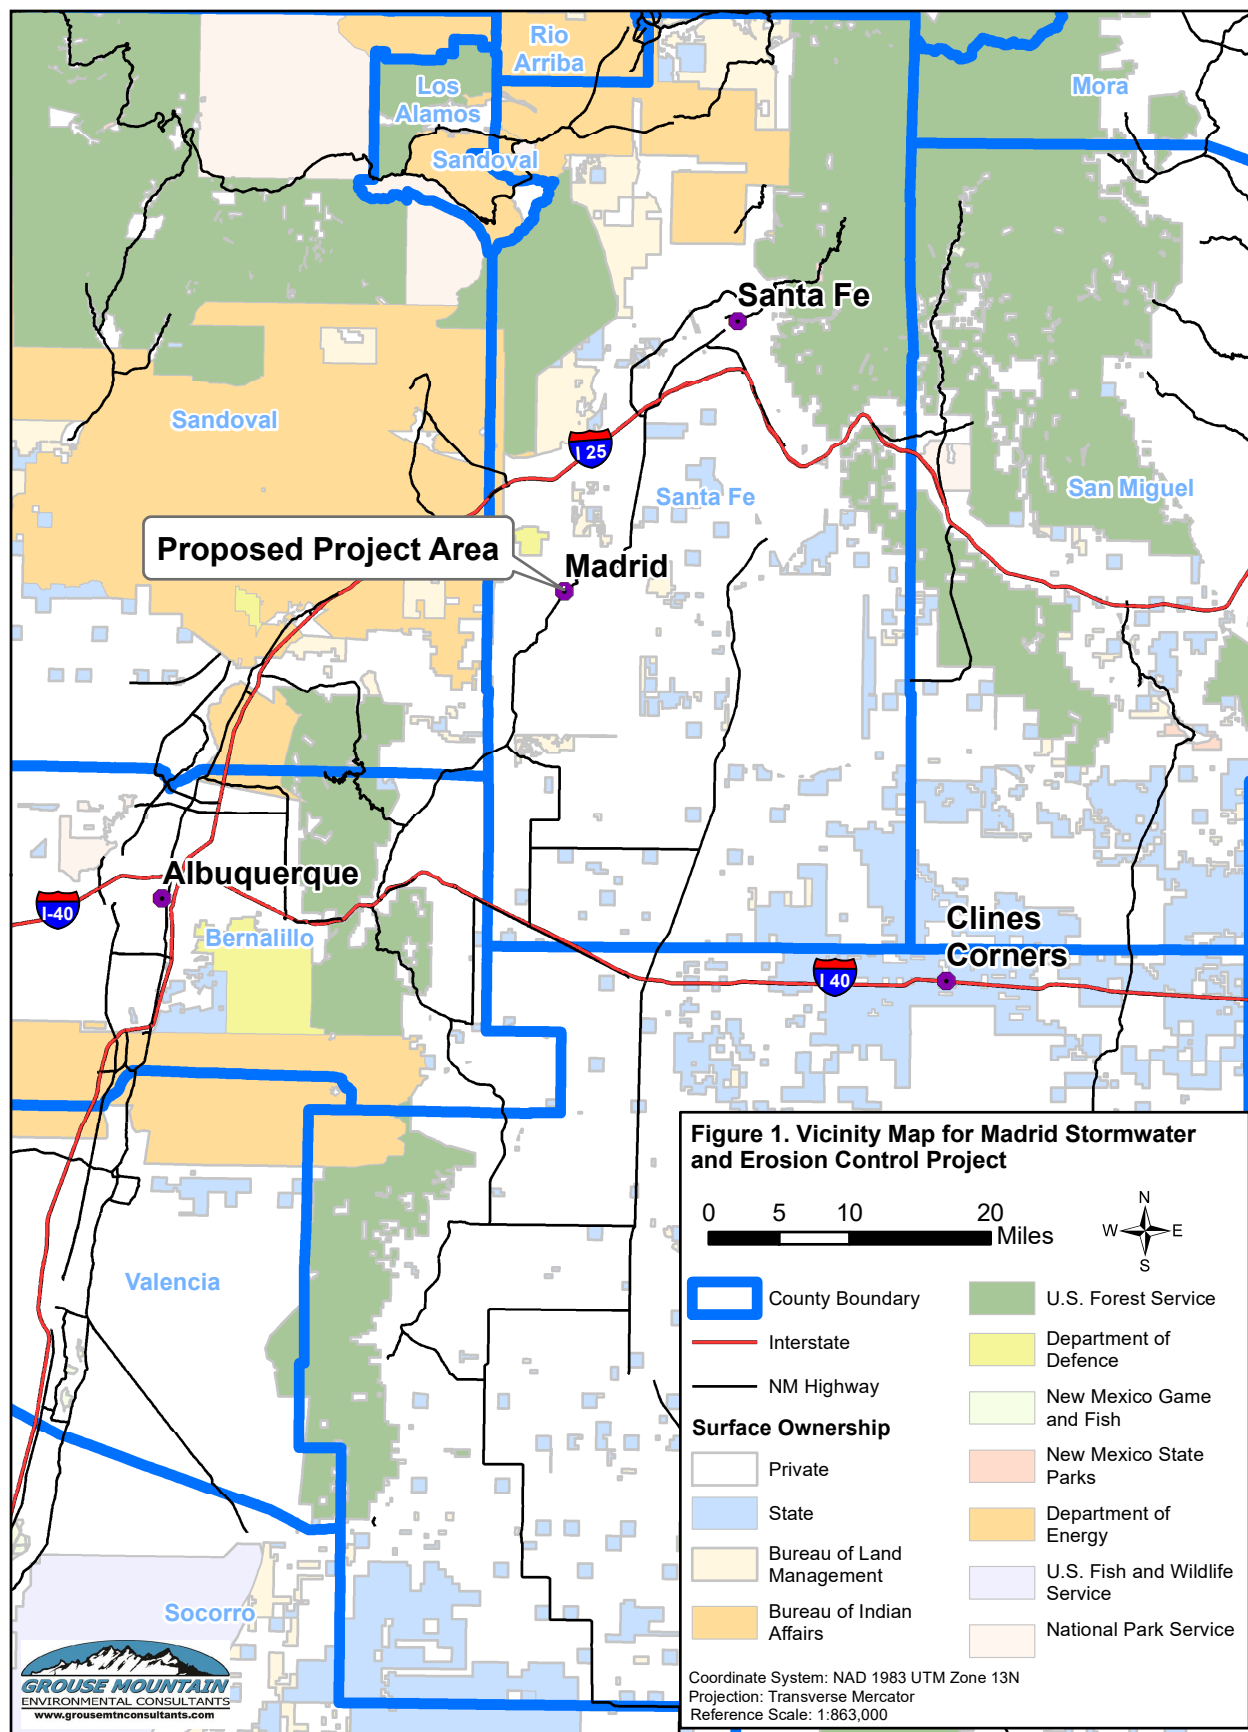 Rio
Arriba
Mora
Los
Alamos
Sandoval
Santa Fe
Sandoval
I 25
Santa Fe
San Miguel
Proposed Project Area
Madrid
Albuquerque
I-40
Bernalillo
Clines
Corners
I 40
Valencia
Socorro
GROUSE MOUNTAIN
ENVIRONMENTAL CONSULTANTS
www.grousemtnconsultants.com
Figure 1. Vicinity Map for Madrid Stormwater
and Erosion Control Project
0 5 10 20
Miles
N
W E
S
County Boundary
Interstate
NM Highway
Surface Ownership
Private
State
Bureau of Land
Management
Bureau of Indian
Affairs
U.S. Forest Service
Department of
Defence
New Mexico Game
and Fish
New Mexico State
Parks
Department of
Energy
U.S. Fish and Wildlife
Service
National Park Service
Coordinate System: NAD 1983 UTM Zone 13N
Projection: Transverse Mercator
Reference Scale: 1:863,000